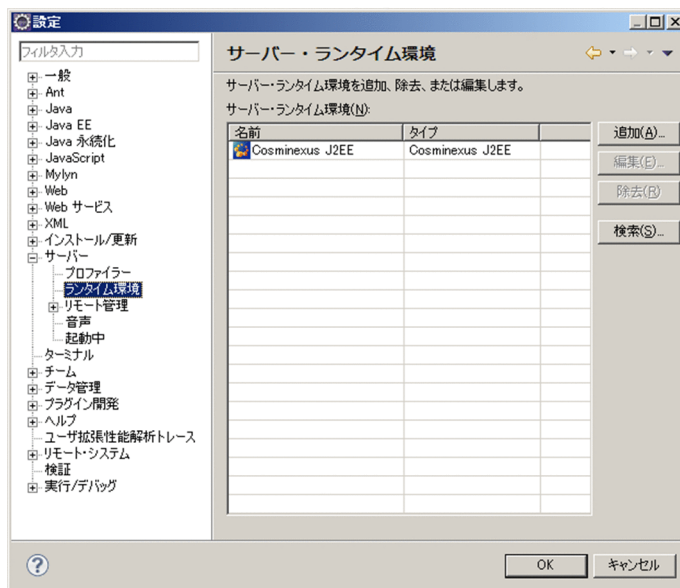 設定
フィルタ入力
一般
Ant
Java
Java EE
Java 永続化
JavaScript
Mylyn
Web
Web サービス
XML
インストール/更新
サーバー
プロファイラー
ランタイム環境
リモート管理
音声
起動中
ターミナル
チーム
データ管理
プラグイン開発
ヘルプ
ユーザ拡張性能解析トレース
リモート・システム
検証
実行/デバッグ
サーバー・ランタイム環境
サーバー・ランタイム環境を追加、除去、または編集します。
サーバー・ランタイム環境(N):
名前 タイプ
Cosminexus J2EE Cosminexus J2EE
追加(A)...
編集(E)...
除去(R)
検索(S)...
?
OK キャンセル